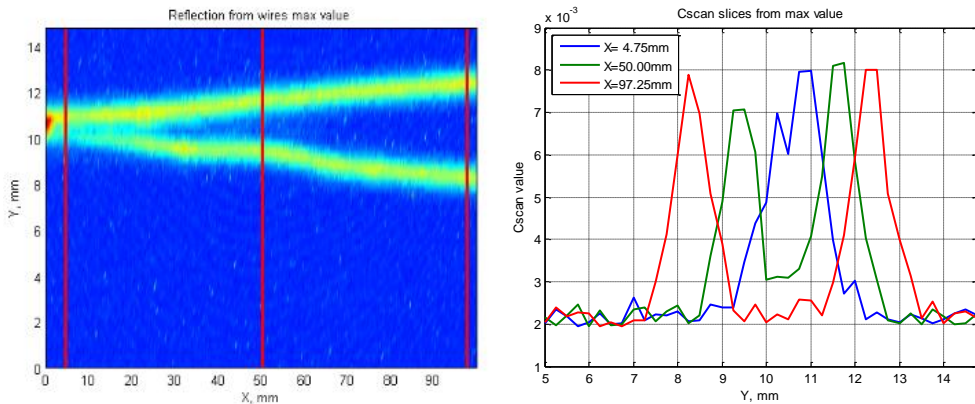 Reflection from wires max value
14
12
10
8
6
4
2
0
Y, mm
0 10 20 30 40 50 60 70 80 90
X, mm
Cscan slices from max value
x 10-3
9
8
7
6
5
4
3
2
1
Cscan value
X= 4.75mm
X=50.00mm
X=97.25mm
5 6 7 8 9 10 11 12 13 14
Y, mm